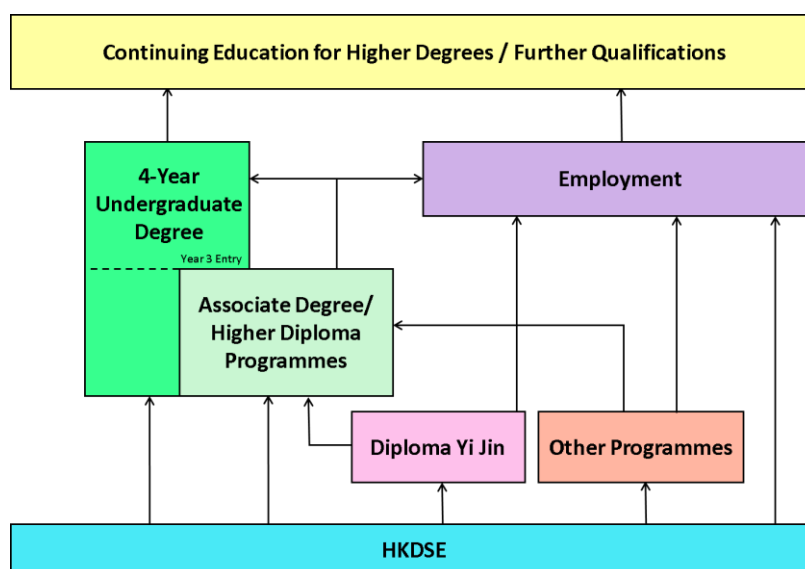 Continuing Education for Higher Degrees / Further Qualifications
4-Year
Undergraduate
Degree
Year 3 Entry
Employment
Associate Degree/
Higher Diploma
Programmes
Diploma Yi Jin
Other Programmes
HKDSE